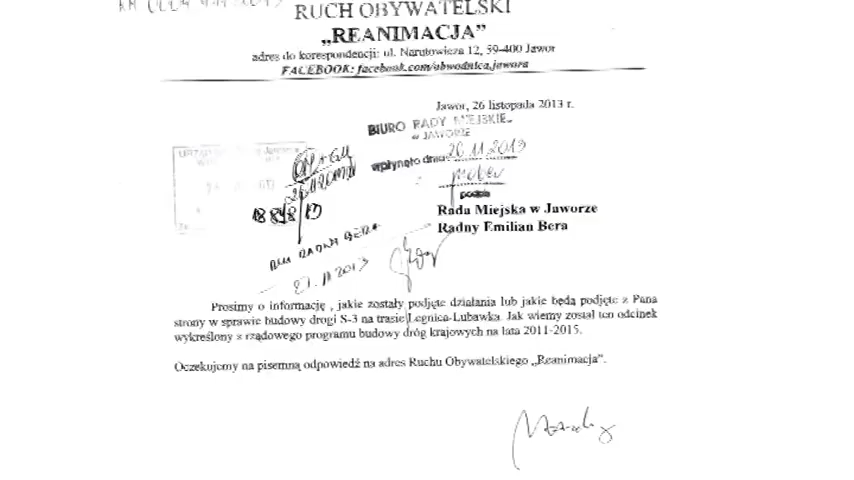 RUCH OBYWATELSKI
„REANIMACJA”
adres do korespondencji: ul. Narutowicza 12, 59-400 Jawor
FACEBOOK: facebook.com/obwodnica.jawora
Jawor, 26 listopada 2013 r.
BIURO RADY MIEJSKIEJ
w JAWORZE
wpłynęło dnia 26.11.2013
podpis
Rada Miejska w Jaworze
Radny Emilian Bera
RADNY BERA
27.11.2013
Prosimy o informację , jakie zostały podjęte działania lub jakie będą podjęte z Pana
strony w sprawie budowy drogi S-3 na trasie Legnica-Lubawka. Jak wiemy został ten odcinek
wykreślony z rządowego programu budowy dróg krajowych na lata 2011-2015.
Oczekujemy na pisemną odpowiedź na adres Ruchu Obywatelskiego „Reanimacja”.